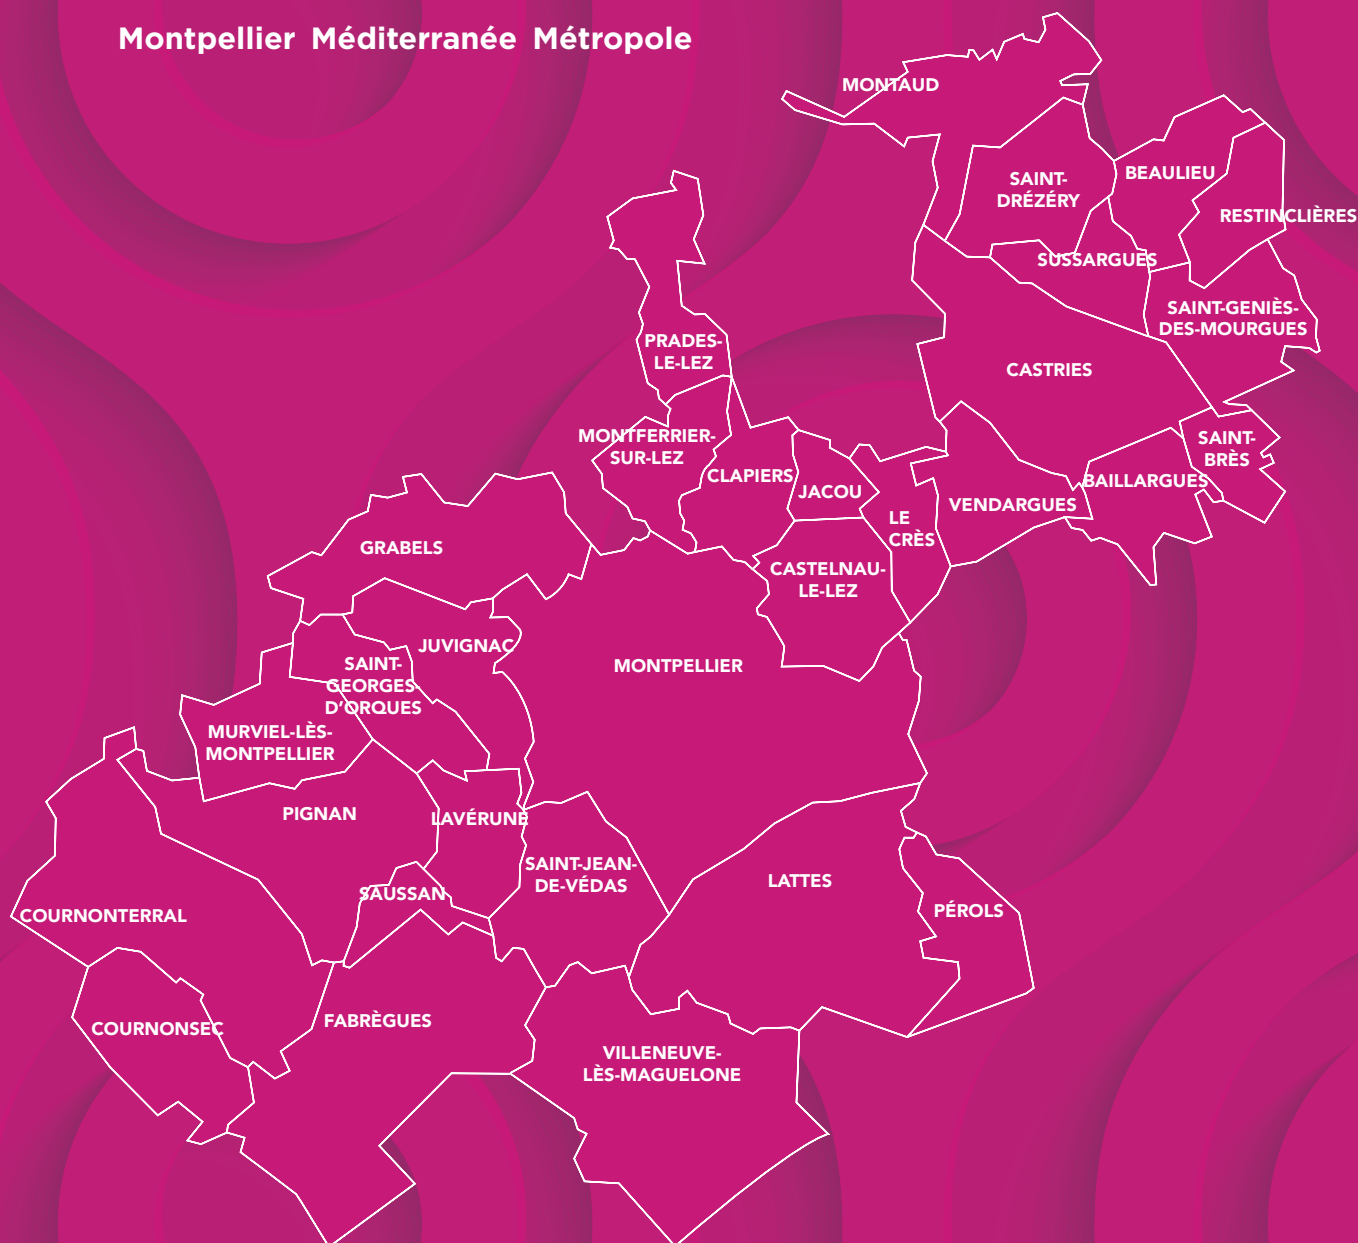 Montpellier Méditerranée Métropole
MONTAUD
SAINT-
DRÉZÉRY
BEAULIEU
RESTINCLIÈRES
SUSSARGUES
SAINT-GENIÈS-
DES-MOURGUES
PRADES-
LE-LEZ
CASTRIES
MONTFERRIER-
SUR-LEZ
CLAPIERS
JACOU
LE
CRÈS
VENDARGUES
BAILLARGUES
SAINT-
BRÈS
GRABELS
CASTELNAU-
LE-LEZ
JUVIGNAC
MONTPELLIER
SAINT-
GEORGES-
D'ORQUES
MURVIEL-LÈS-
MONTPELLIER
PIGNAN
LAVÉRUNE
SAINT-JEAN-
DE-VÉDAS
LATTES
SAUSSAN
PÉROLS
COURNONTERRAL
COURNONSEC
FABRÈGUES
VILLENEUVE-
LÈS-MAGUELONE